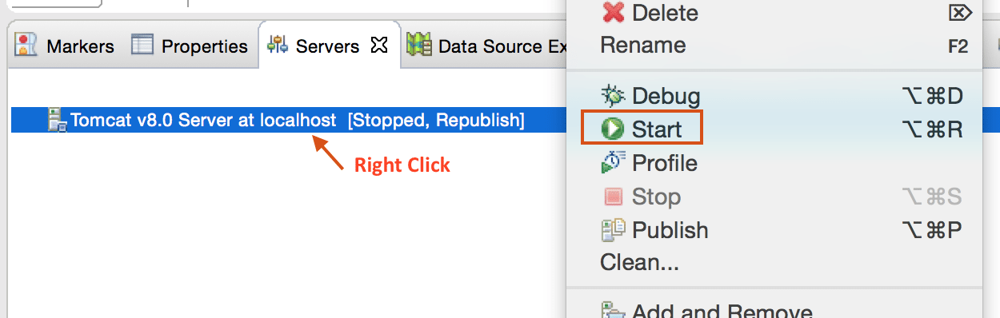 Markers Properties Servers Data Source Ex
Tomcat v8.0 Server at localhost [Stopped, Republish]
Right Click
Delete
Rename F2
Debug ⌥⌘D
Start ⌥⌘R
Profile
Stop ⌥⌘S
Publish ⌥⌘P
Clean...
Add and Remove